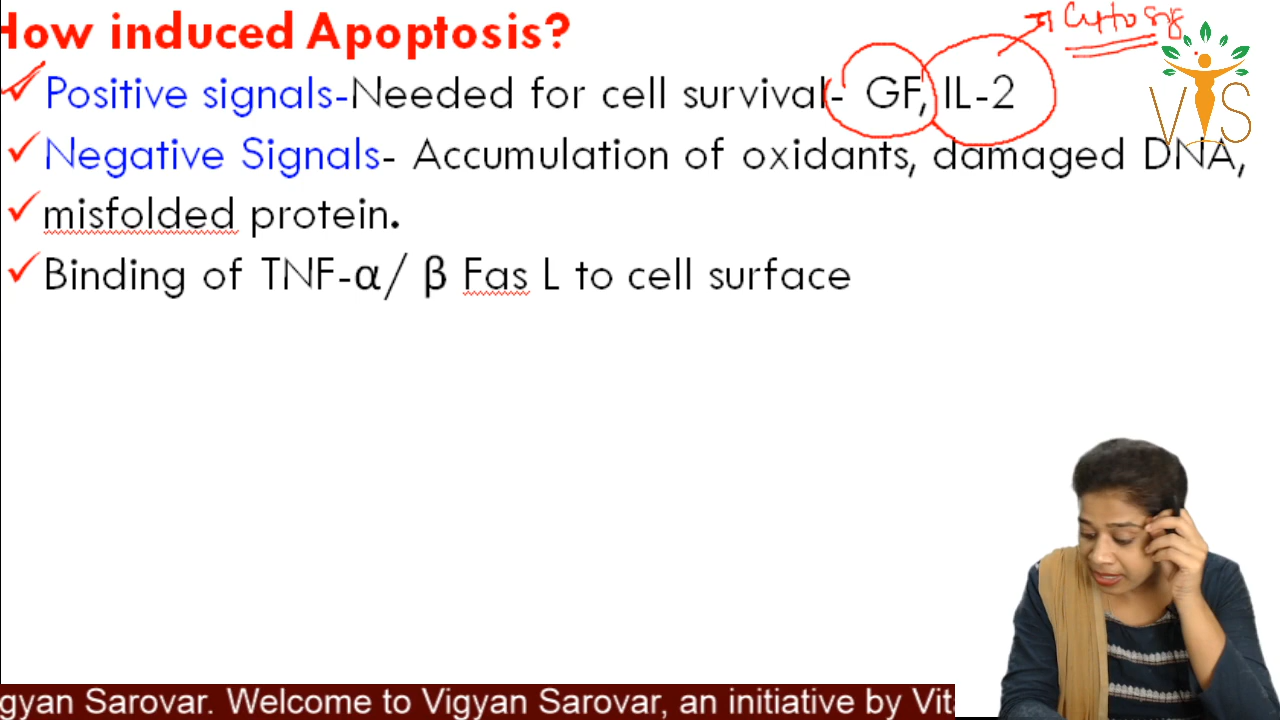 How induced Apoptosis?
Positive signals-Needed for cell survival- GF, IL-2
Negative Signals- Accumulation of oxidants, damaged DNA,
misfolded protein.
Binding of TNF-α/ β Fas L to cell surface
VIS
gyan Sarovar. Welcome to Vigyan Sarovar, an initiative by Vit